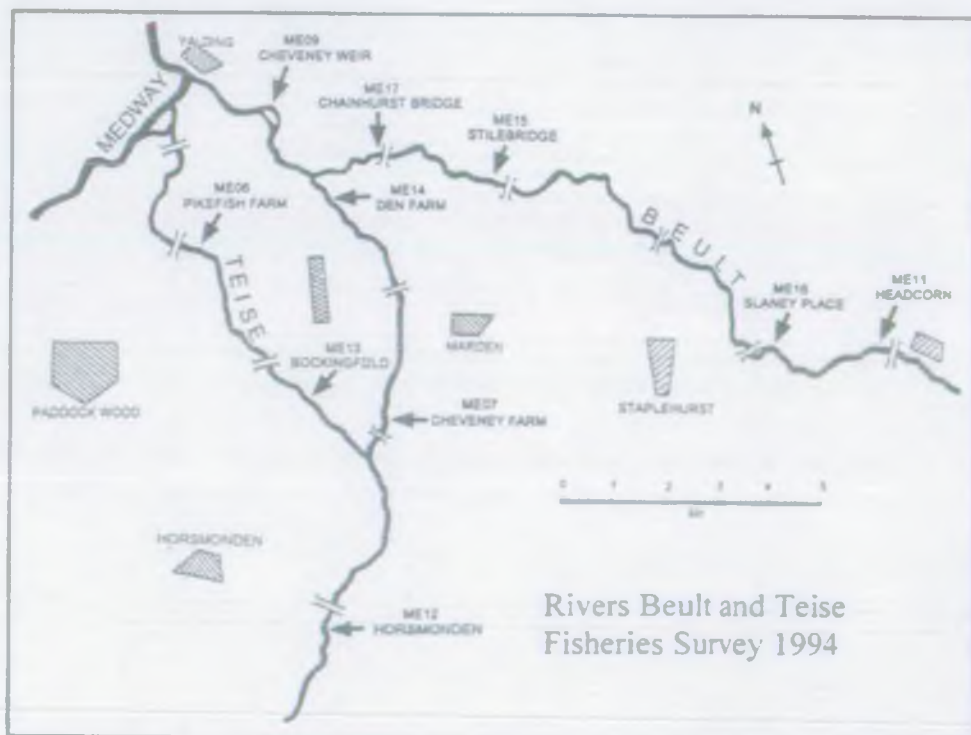 YALDING
ME09
CHEVENEY WEIR
ME17
CHAINHURST BRIDGE
N
MEDWAY
ME15
STILEBRIDGE
ME14
DEN FARM
ME06
PIKEFISH FARM
BEULT
TEISE
ME16
SLANEY PLACE
ME11
HEADCORN
MARDEN
ME13
BOCKINGFOLD
PADDOCK WOOD
STAPLEHURST
ME07
CHEVENEY FARM
0 1 2 3 4 5
km
HORSMONDEN
Rivers Beult and Teise
Fisheries Survey 1994
ME12
HORSMONDEN